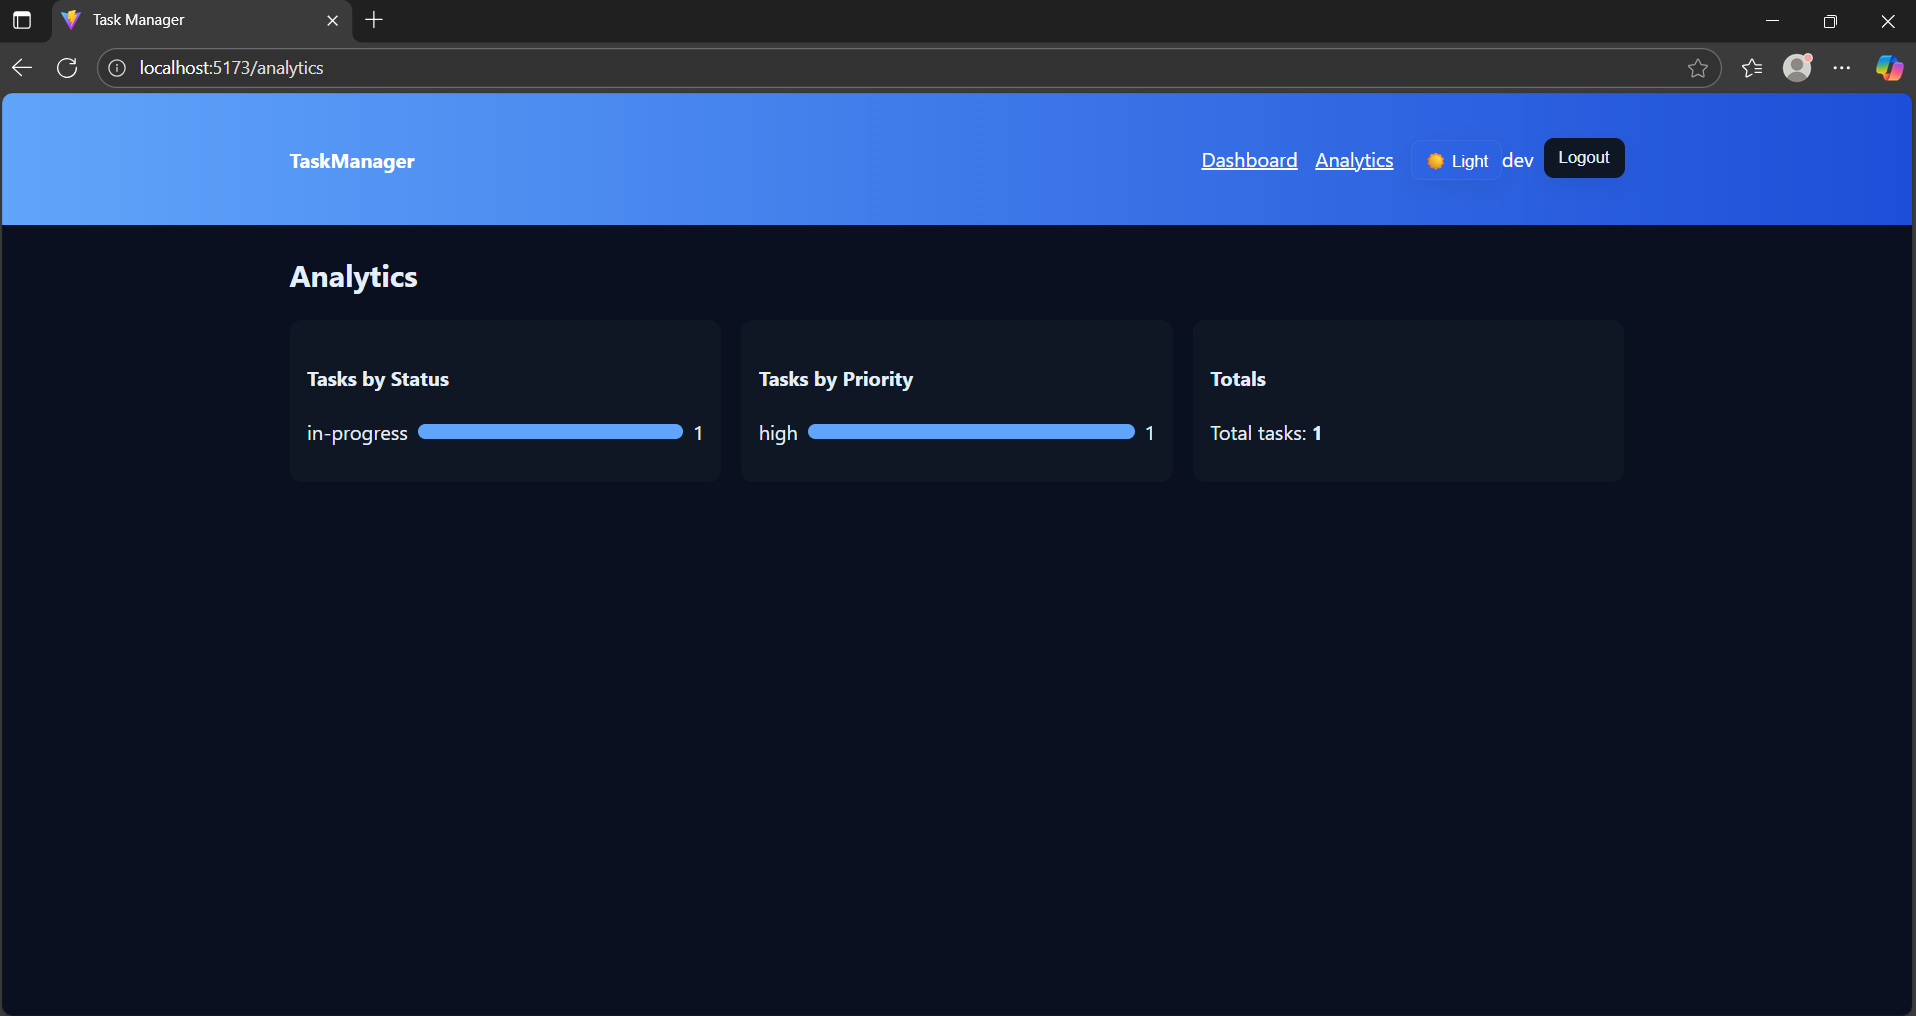 Task Manager
localhost:5173/analytics
TaskManager
Dashboard Analytics Light dev Logout
Analytics
Tasks by Status
in-progress 1
Tasks by Priority
high 1
Totals
Total tasks: 1